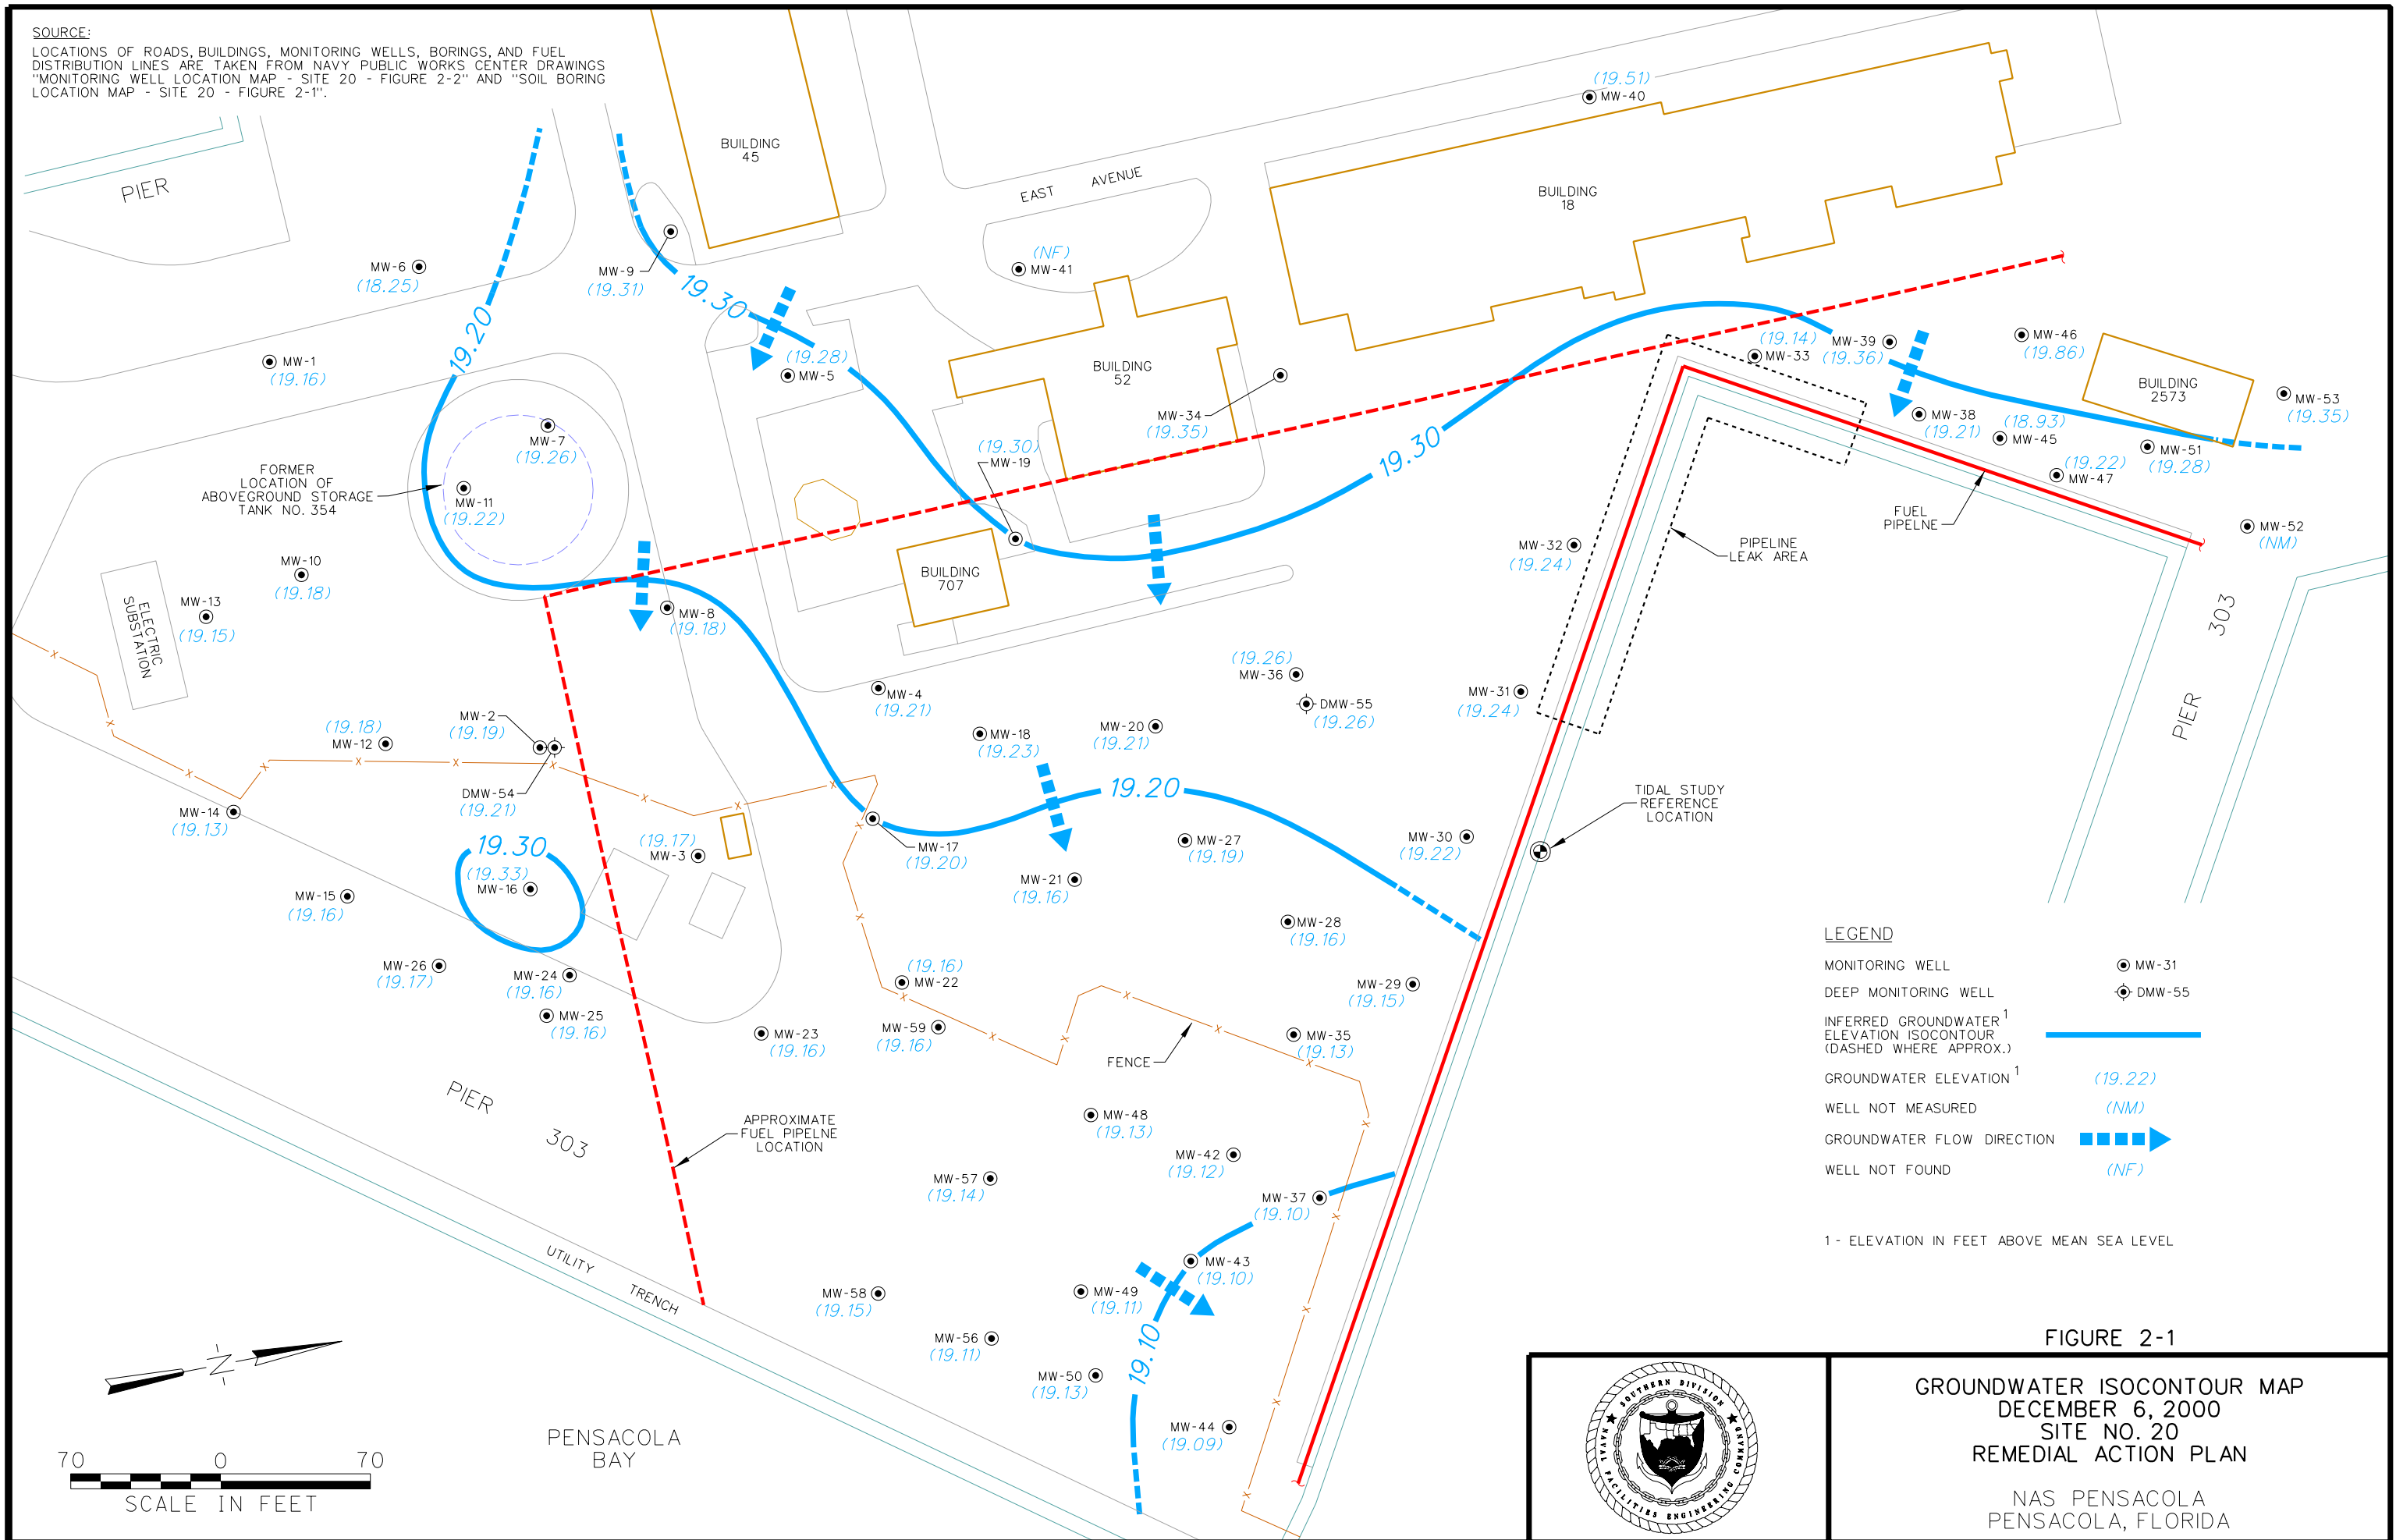 SOURCE:
LOCATIONS OF ROADS, BUILDINGS, MONITORING WELLS, BORINGS, AND FUEL
DISTRIBUTION LINES ARE TAKEN FROM NAVY PUBLIC WORKS CENTER DRAWINGS
"MONITORING WELL LOCATION MAP - SITE 20 - FIGURE 2-2" AND "SOIL BORING
LOCATION MAP - SITE 20 - FIGURE 2-1".
PIER
BUILDING
45
EAST AVENUE
(19.51)
MW-40
BUILDING
18
MW-6
(18.25)
MW-9
(19.31)
(NF)
MW-41
19.30
19.20
MW-1
(19.16)
(19.28)
MW-5
BUILDING
52
MW-34
(19.35)
(19.14)
MW-33
MW-39
(19.36)
MW-46
(19.86)
BUILDING
2573
MW-53
(19.35)
MW-38
(19.21)
(18.93)
MW-45
MW-51
(19.28)
(19.22)
MW-47
MW-7
(19.26)
FORMER
LOCATION OF
ABOVEGROUND STORAGE
TANK NO. 354
MW-11
(19.22)
(19.30)
MW-19
19.30
FUEL
PIPELNE
PIPELINE
LEAK AREA
MW-52
(NM)
MW-32
(19.24)
MW-10
(19.18)
BUILDING
707
MW-13
(19.15)
ELECTRIC
SUBSTATION
MW-8
(19.18)
303
PIER
(19.26)
MW-36
DMW-55
(19.26)
MW-31
(19.24)
MW-4
(19.21)
MW-18
(19.23)
MW-20
(19.21)
(19.18)
MW-12
MW-2
(19.19)
DMW-54
(19.21)
MW-14
(19.13)
19.20
TIDAL STUDY
REFERENCE
LOCATION
19.30
(19.33)
MW-16
(19.17)
MW-3
MW-17
(19.20)
MW-27
(19.19)
MW-30
(19.22)
MW-21
(19.16)
MW-15
(19.16)
MW-28
(19.16)
MW-26
(19.17)
MW-24
(19.16)
MW-25
(19.16)
(19.16)
MW-22
MW-29
(19.15)
MW-23
(19.16)
MW-59
(19.16)
MW-35
(19.13)
FENCE
PIER 303
APPROXIMATE
FUEL PIPELNE
LOCATION
MW-48
(19.13)
MW-42
(19.12)
MW-57
(19.14)
MW-37
(19.10)
MW-43
(19.10)
UTILITY TRENCH
MW-58
(19.15)
MW-49
(19.11)
MW-56
(19.11)
19.10
MW-50
(19.13)
MW-44
(19.09)
N
70 0 70
SCALE IN FEET
PENSACOLA
BAY
LEGEND
MONITORING WELL MW-31
DEEP MONITORING WELL DMW-55
INFERRED GROUNDWATER 1
ELEVATION ISOCONTOUR
(DASHED WHERE APPROX.)
GROUNDWATER ELEVATION 1 (19.22)
WELL NOT MEASURED (NM)
GROUNDWATER FLOW DIRECTION
WELL NOT FOUND (NF)
1 - ELEVATION IN FEET ABOVE MEAN SEA LEVEL
FIGURE 2-1
SOUTHERN DIVISION
NAVAL FACILITIES ENGINEERING COMMAND
GROUNDWATER ISOCONTOUR MAP
DECEMBER 6, 2000
SITE NO. 20
REMEDIAL ACTION PLAN
NAS PENSACOLA
PENSACOLA, FLORIDA